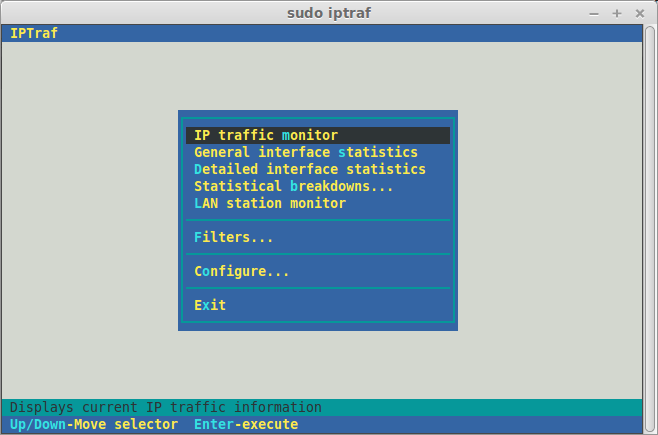 sudo iptraf
IPTraf
IP traffic monitor
General interface statistics
Detailed interface statistics
Statistical breakdowns...
LAN station monitor
Filters...
Configure...
Exit
Displays current IP traffic information
Up/Down-Move selector  Enter-execute